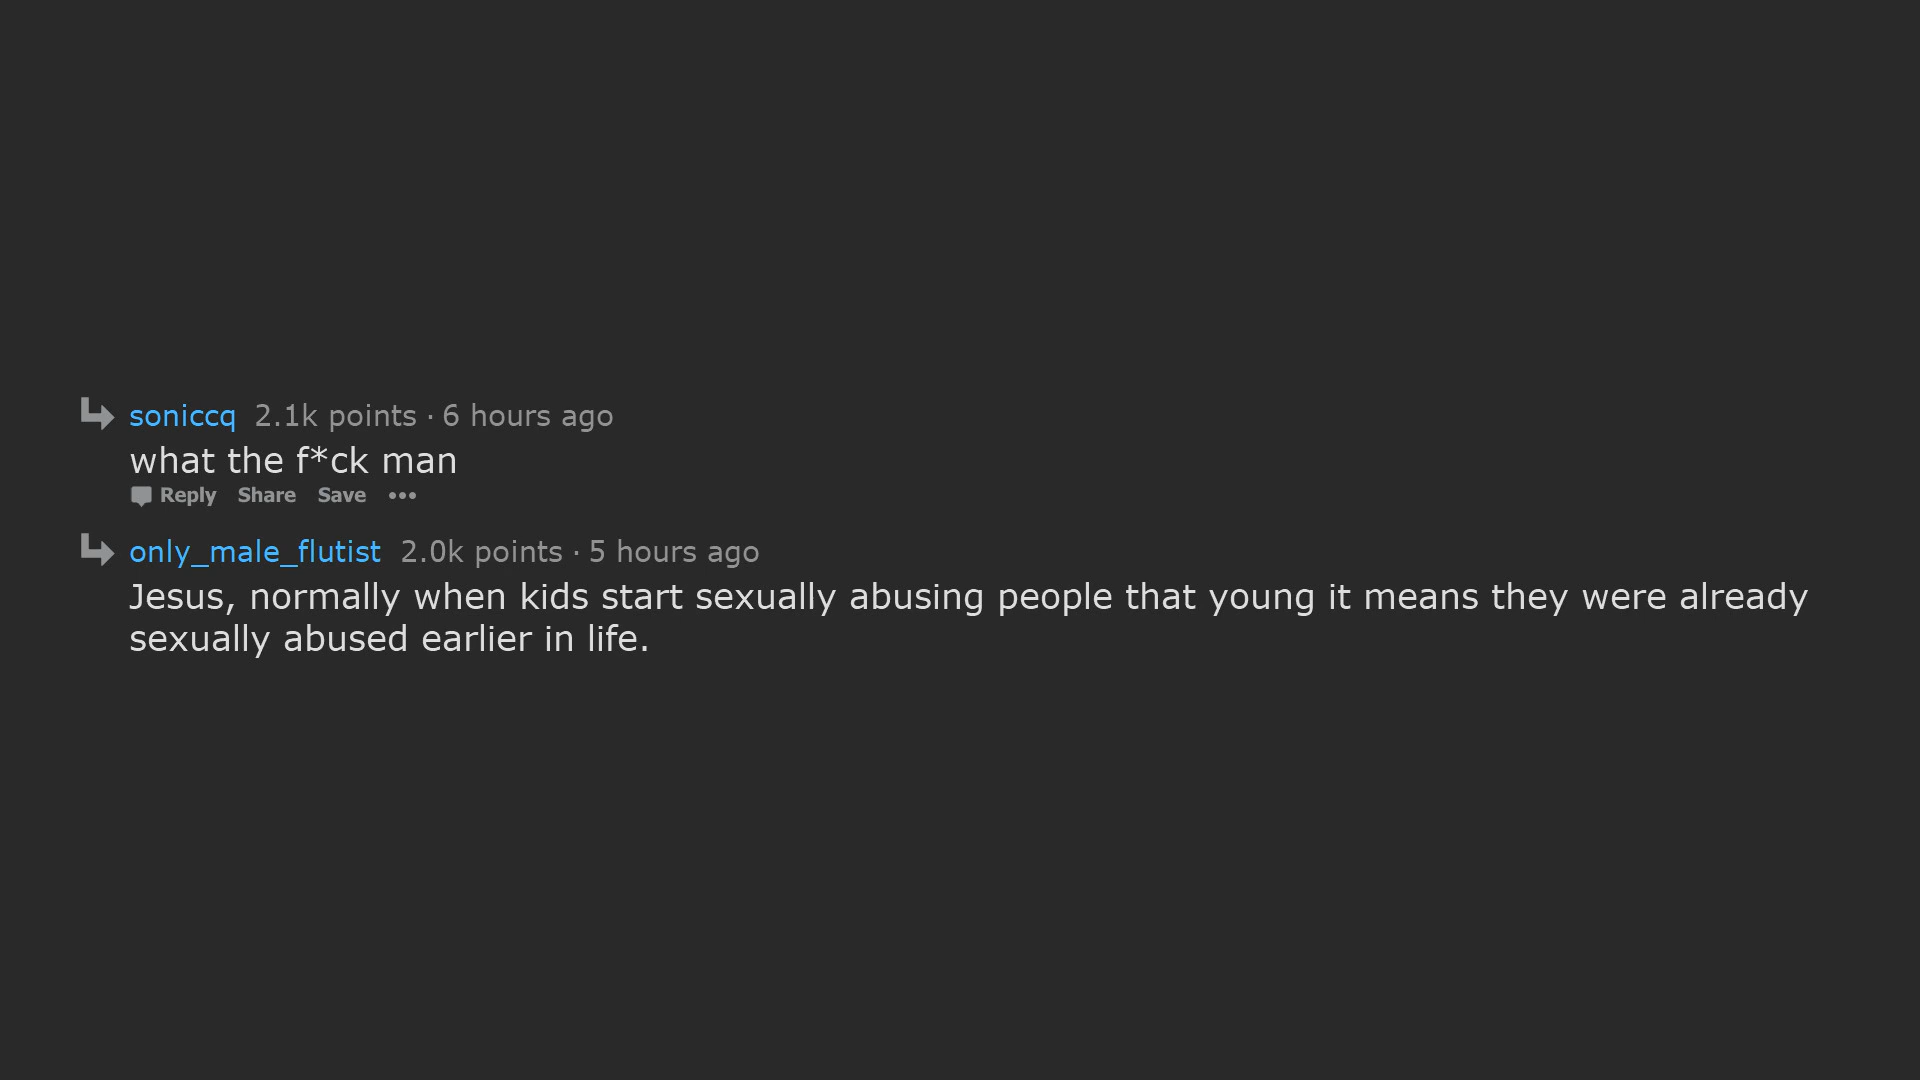 soniccq 2.1k points · 6 hours ago
what the f*ck man
Reply Share Save •••
only_male_flutist 2.0k points · 5 hours ago
Jesus, normally when kids start sexually abusing people that young it means they were already
sexually abused earlier in life.